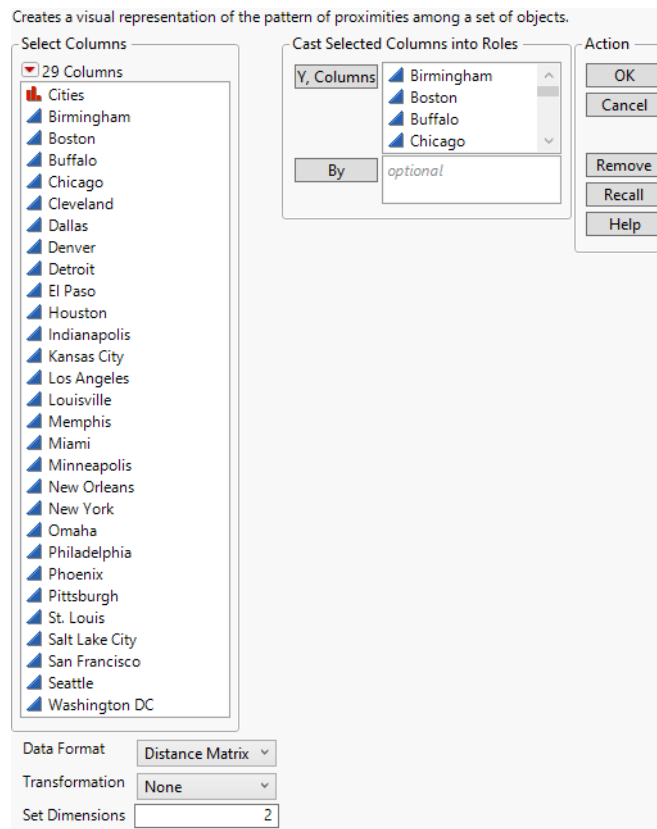 Creates a visual representation of the pattern of proximities among a set of objects.
Select Columns
29 Columns
Cities
Birmingham
Boston
Buffalo
Chicago
Cleveland
Dallas
Denver
Detroit
El Paso
Houston
Indianapolis
Kansas City
Los Angeles
Louisville
Memphis
Miami
Minneapolis
New Orleans
New York
Omaha
Philadelphia
Phoenix
Pittsburgh
St. Louis
Salt Lake City
San Francisco
Seattle
Washington DC
Data Format Distance Matrix
Transformation None
Set Dimensions 2
Cast Selected Columns into Roles
Y, Columns
Birmingham
Boston
Buffalo
Chicago
By optional
Action
OK
Cancel
Remove
Recall
Help